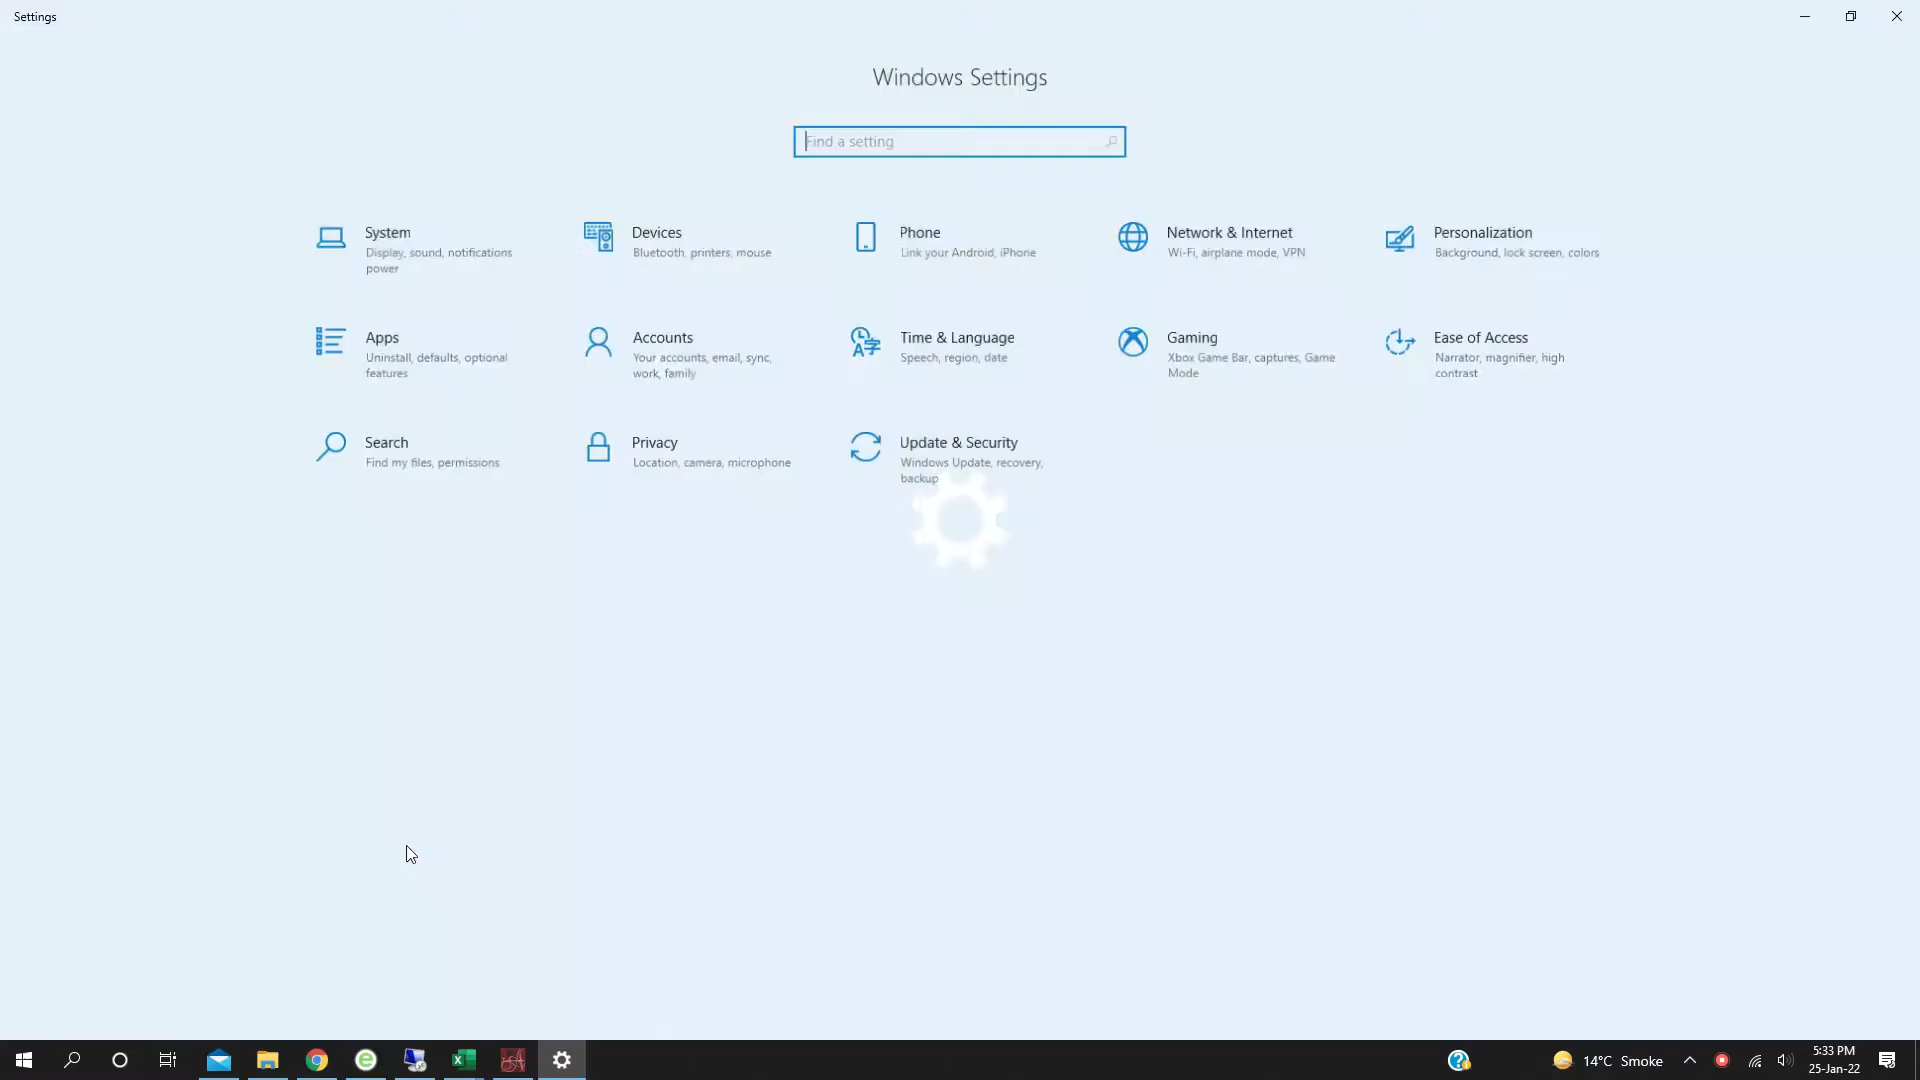 Settings
Windows Settings
Find a setting
System
Display, sound, notifications
power
Devices
Bluetooth, printers, mouse
Phone
Link your Android, iPhone
Network & Internet
Wi-Fi, airplane mode, VPN
Personalization
Background, lock screen, colors
Apps
Uninstall, defaults, optional
features
Accounts
Your accounts, email, sync,
work, family
Time & Language
Speech, region, date
Gaming
Xbox Game Bar, captures, Game
Mode
Ease of Access
Narrator, magnifier, high
contrast
Search
Find my files, permissions
Privacy
Location, camera, microphone
Update & Security
Windows Update, recovery,
backup
14°C Smoke
5:33 PM
25-Jan-22